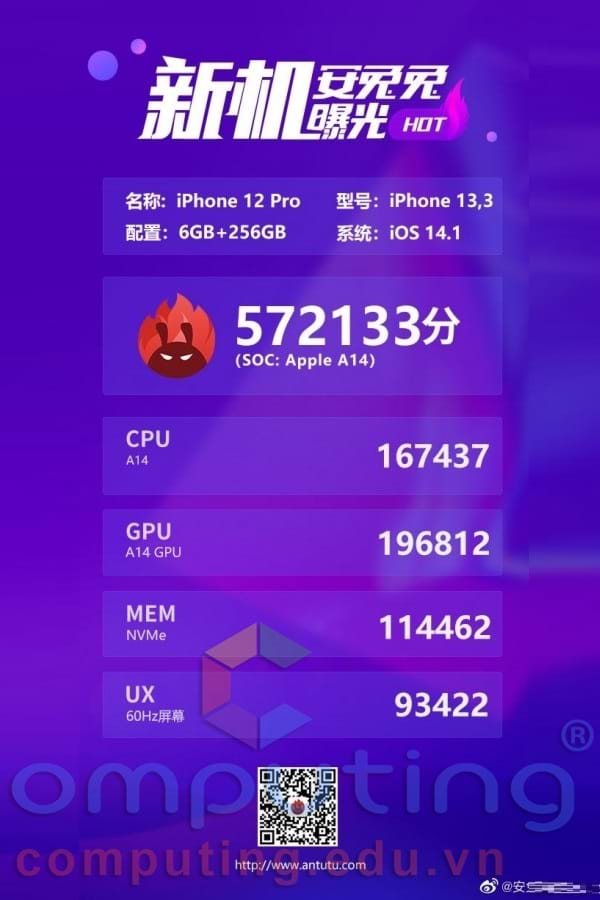 新机 安兔兔
曝光 HOT
名称: iPhone 12 Pro 型号: iPhone 13,3
配置: 6GB+256GB 系统: iOS 14.1
572133分
(SOC: Apple A14)
CPU
A14
167437
GPU
A14 GPU
196812
MEM
NVMe
114462
UX
60Hz屏幕
93422
Computing®
computing.edu.vn
http://www.antutu.com
@安